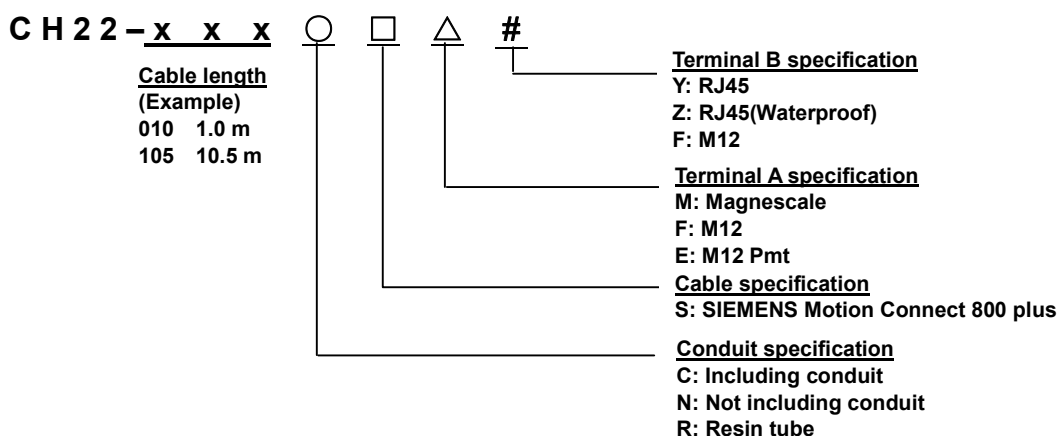 CH22-xxx○□△#
Cable length
(Example)
010 1.0 m
105 10.5 m
Terminal B specification
Y: RJ45
Z: RJ45(Waterproof)
F: M12
Terminal A specification
M: Magnescale
F: M12
E: M12 Pmt
Cable specification
S: SIEMENS Motion Connect 800 plus
Conduit specification
C: Including conduit
N: Not including conduit
R: Resin tube